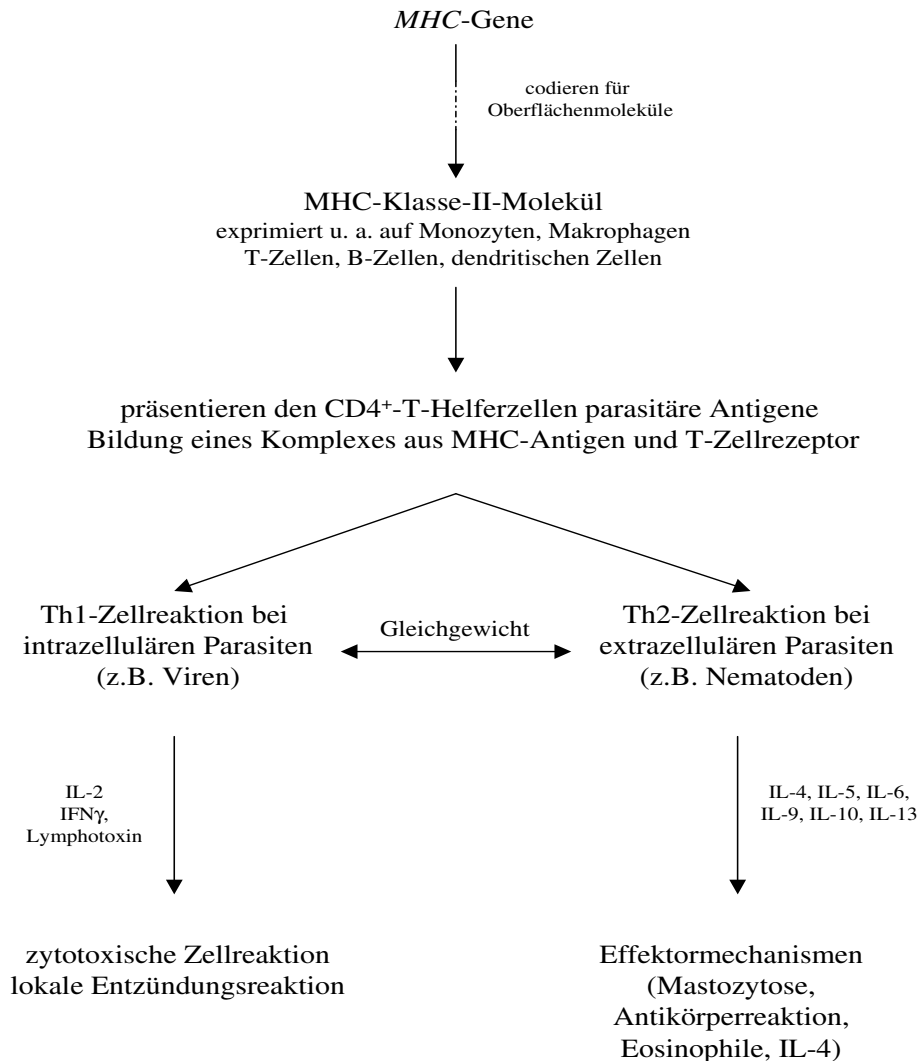 MHC-Gene
codieren für
Oberflächenmoleküle
MHC-Klasse-II-Molekül
exprimiert u. a. auf Monozyten, Makrophagen
T-Zellen, B-Zellen, dendritischen Zellen
präsentieren den CD4⁺-T-Helferzellen parasitäre Antigene
Bildung eines Komplexes aus MHC-Antigen und T-Zellrezeptor
Th1-Zellreaktion bei
intrazellulären Parasiten
(z.B. Viren)
Gleichgewicht
Th2-Zellreaktion bei
extrazellulären Parasiten
(z.B. Nematoden)
IL-2
IFNγ,
Lymphotoxin
IL-4, IL-5, IL-6,
IL-9, IL-10, IL-13
zytotoxische Zellreaktion
lokale Entzündungsreaktion
Effektormechanismen
(Mastozytose,
Antikörperreaktion,
Eosinophile, IL-4)